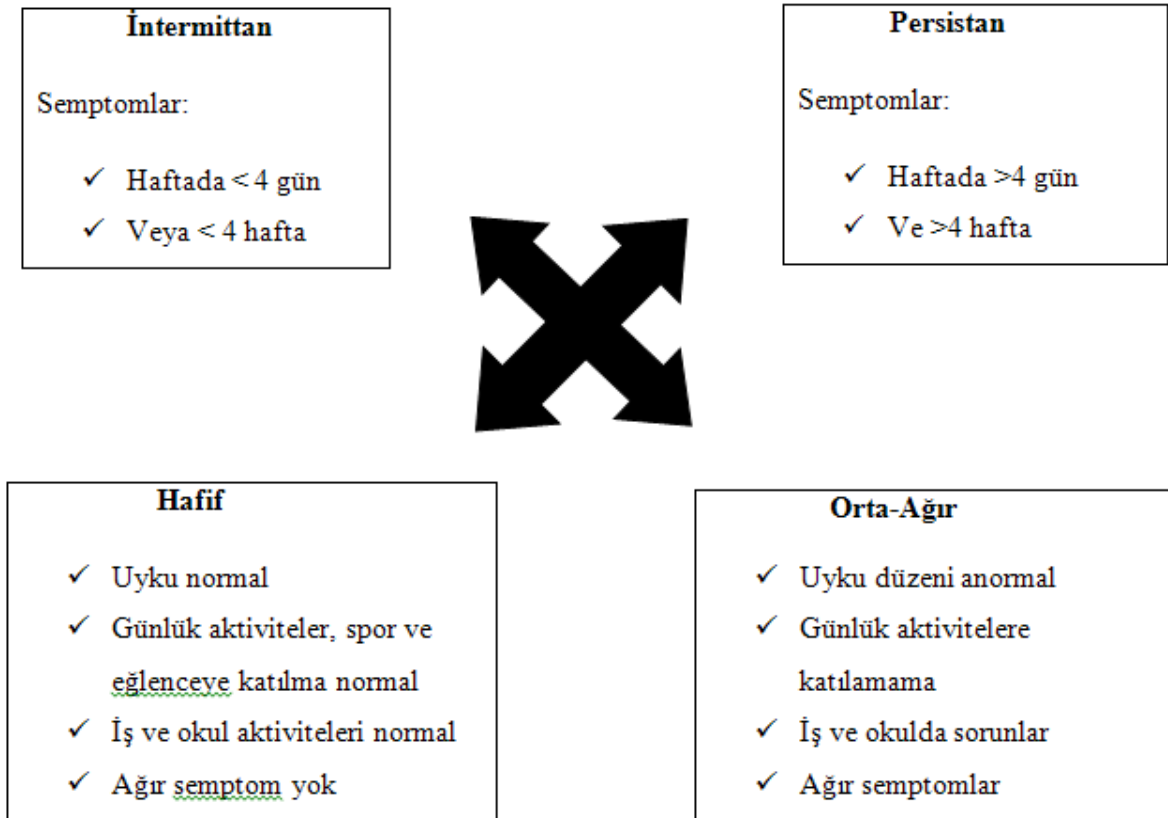 İntermittan
Semptomlar:
✓ Haftada < 4 gün
✓ Veya < 4 hafta
Persistan
Semptomlar:
✓ Haftada >4 gün
✓ Ve >4 hafta
Hafif
✓ Uyku normal
✓ Günlük aktiviteler, spor ve
eğlenceye katılma normal
✓ İş ve okul aktiviteleri normal
✓ Ağır semptom yok
Orta-Ağır
✓ Uyku düzeni anormal
✓ Günlük aktivitelere
katılamama
✓ İş ve okulda sorunlar
✓ Ağır semptomlar